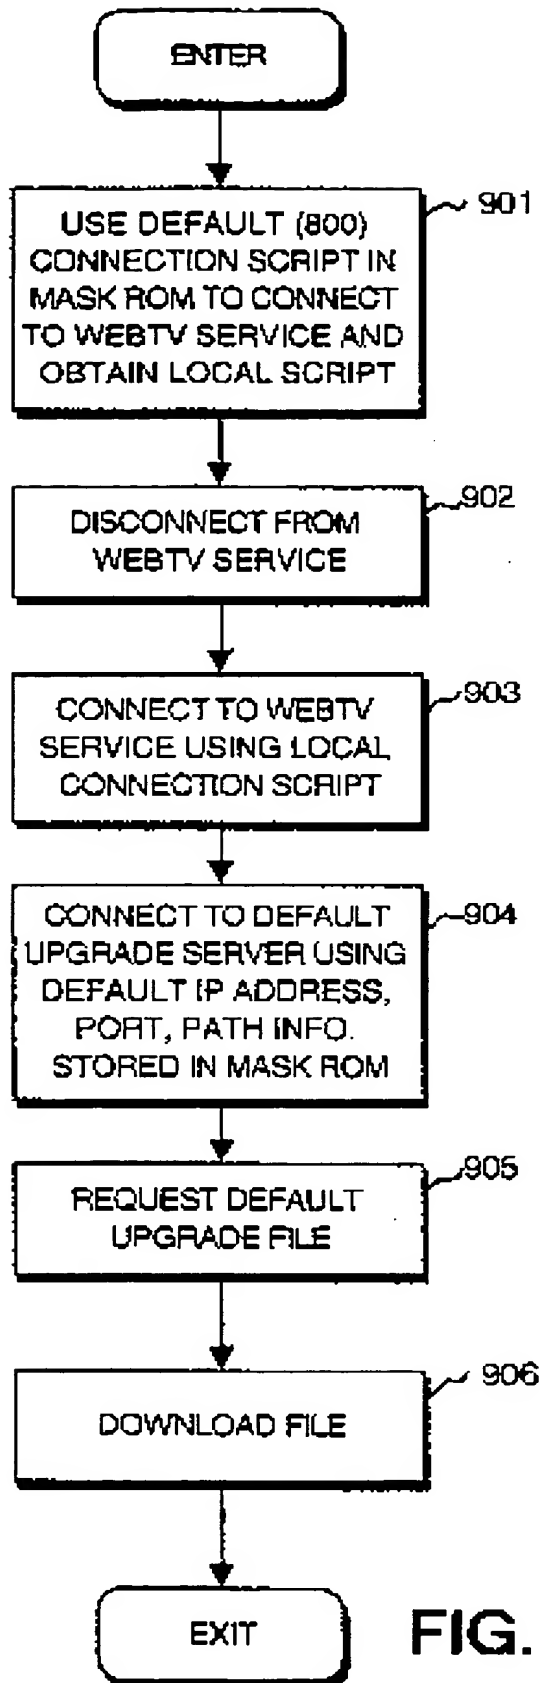 ENTER
901
USE DEFAULT (800)
CONNECTION SCRIPT IN
MASK ROM TO CONNECT
TO WEBTV SERVICE AND
OBTAIN LOCAL SCRIPT
902
DISCONNECT FROM
WEBTV SERVICE
903
CONNECT TO WEBTV
SERVICE USING LOCAL
CONNECTION SCRIPT
904
CONNECT TO DEFAULT
UPGRADE SERVER USING
DEFAULT IP ADDRESS,
PORT, PATH INFO.
STORED IN MASK ROM
905
REQUEST DEFAULT
UPGRADE FILE
906
DOWNLOAD FILE
EXIT
FIG.